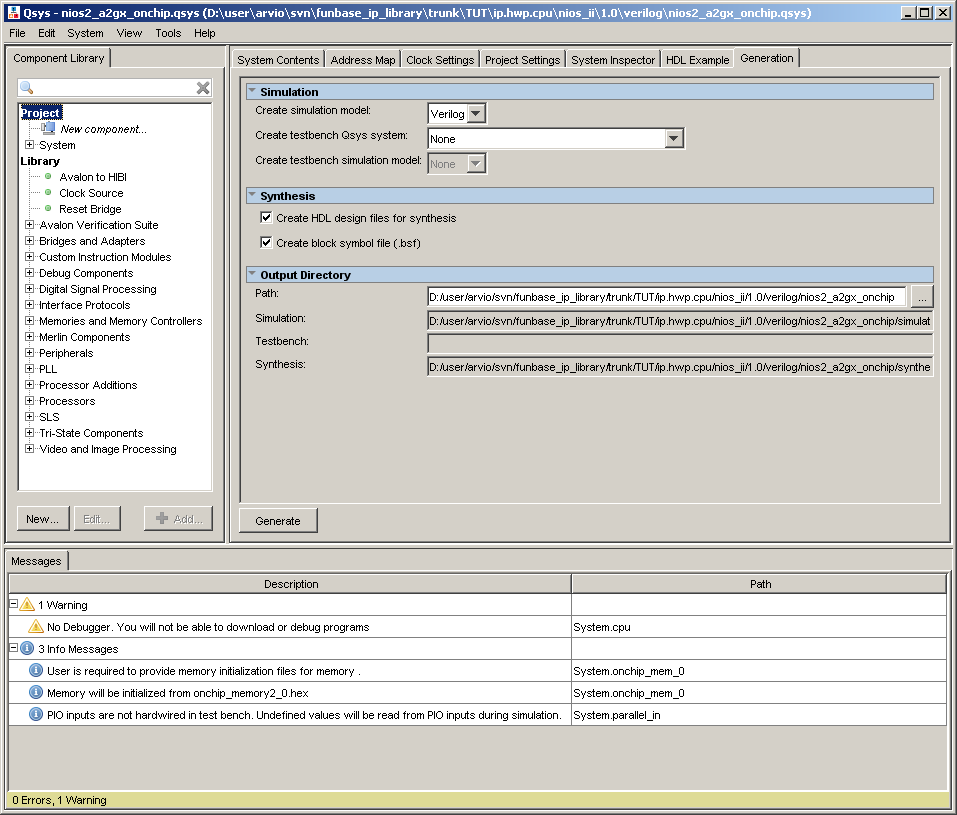 Qsys - nios2_a2gx_onchip.qsys (D:\user\arvio\svn\funbase_ip_library\trunk\TUT\ip.hwp.cpu\nios_ii\1.0\verilog\nios2_a2gx_onchip.qsys)
File Edit System View Tools Help
Component Library
Project
New component...
System
Library
Avalon to HIBI
Clock Source
Reset Bridge
Avalon Verification Suite
Bridges and Adapters
Custom Instruction Modules
Debug Components
Digital Signal Processing
Interface Protocols
Memories and Memory Controllers
Merlin Components
Peripherals
PLL
Processor Additions
Processors
SLS
Tri-State Components
Video and Image Processing
New... Edit... Add...
System Contents Address Map Clock Settings Project Settings System Inspector HDL Example Generation
Simulation
Create simulation model: Verilog
Create testbench Qsys system: None
Create testbench simulation model: None
Synthesis
Create HDL design files for synthesis
Create block symbol file (.bsf)
Output Directory
Path: D:/user/arvio/svn/funbase_ip_library/trunk/TUT/ip.hwp.cpu/nios_ii/1.0/verilog/nios2_a2gx_onchip ...
Simulation: D:/user/arvio/svn/funbase_ip_library/trunk/TUT/ip.hwp.cpu/nios_ii/1.0/verilog/nios2_a2gx_onchip/simulat
Testbench:
Synthesis: D:/user/arvio/svn/funbase_ip_library/trunk/TUT/ip.hwp.cpu/nios_ii/1.0/verilog/nios2_a2gx_onchip/synthe
Generate
Messages
Description Path
1 Warning
No Debugger. You will not be able to download or debug programs System.cpu
3 Info Messages
User is required to provide memory initialization files for memory . System.onchip_mem_0
Memory will be initialized from onchip_memory2_0.hex System.onchip_mem_0
PIO inputs are not hardwired in test bench. Undefined values will be read from PIO inputs during simulation. System.parallel_in
0 Errors, 1 Warning